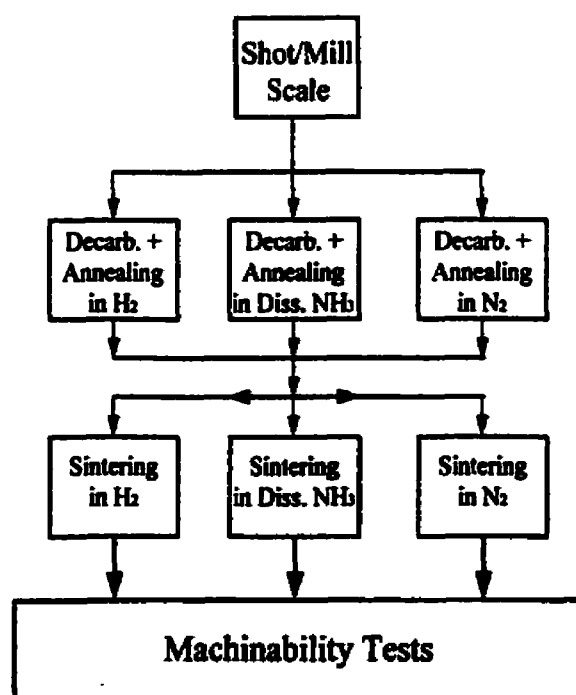 Shot/Mill
Scale
Decarb. +
Annealing
in H₂
Decarb. +
Annealing
in Diss. NH₃
Decarb. +
Annealing
in N₂
Sintering
in H₂
Sintering
in Diss. NH₃
Sintering
in N₂
Machinability Tests